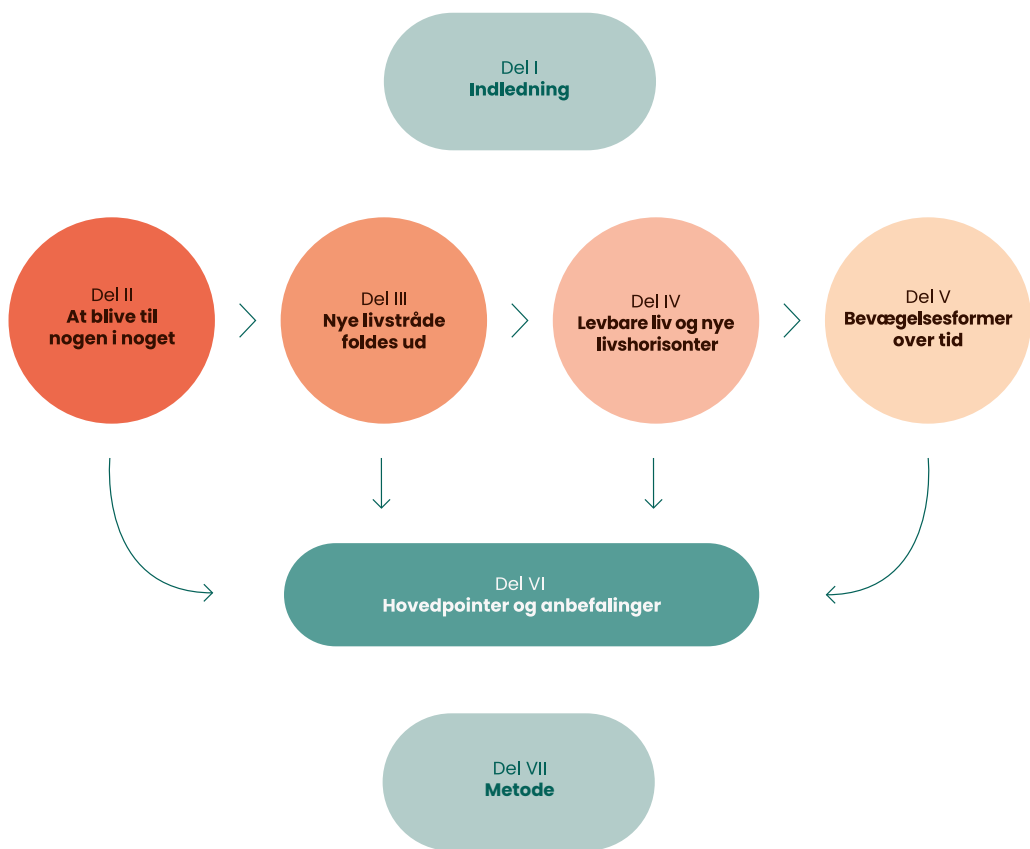 Del I
Indledning
Del II
At blive til
nogen i noget
Del III
Nye livstråde
foldes ud
Del IV
Levbare liv og nye
livshorisonter
Del V
Bevægelsesformer
over tid
Del VI
Hovedpointer og anbefalinger
Del VII
Metode